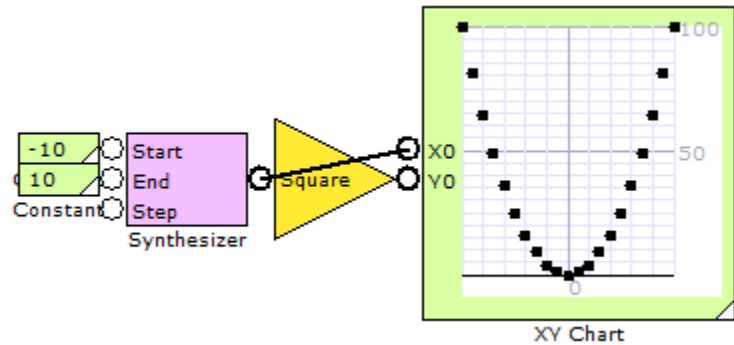 -10
10
Constant
Start
End
Step
Synthesizer
Square
X0
Y0
100
50
0
XY Chart